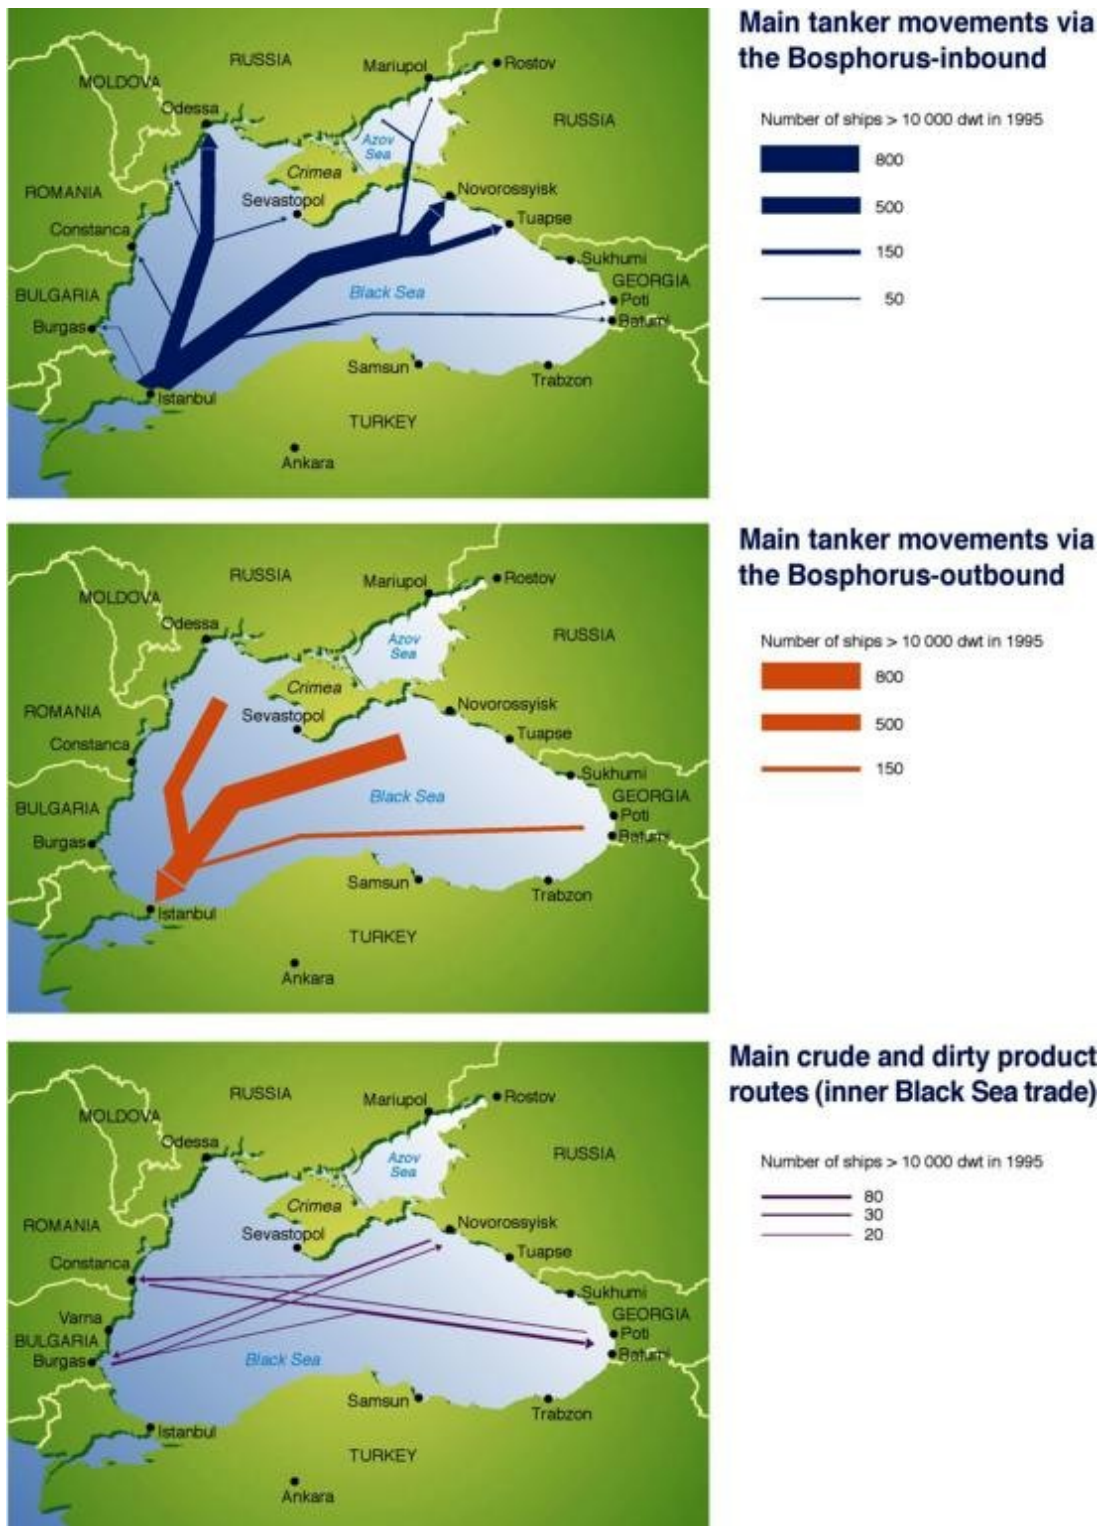 Main tanker movements via
the Bosphorus-inbound
Number of ships > 10 000 dwt in 1995
800
500
150
50
RUSSIA
Mariupol
Rostov
MOLDOVA
Odessa
RUSSIA
Azov
Sea
Crimea
ROMANIA
Sevastopol
Novorossyisk
Tuapse
Constanca
Sukhumi
GEORGIA
BULGARIA
Black Sea
Poti
Burgas
Batumi
Samsun
Trabzon
Istanbul
TURKEY
Ankara
Main tanker movements via
the Bosphorus-outbound
Number of ships > 10 000 dwt in 1995
800
500
150
RUSSIA
Mariupol
Rostov
MOLDOVA
Odessa
RUSSIA
Azov
Sea
Crimea
ROMANIA
Sevastopol
Novorossyisk
Tuapse
Constanca
Sukhumi
GEORGIA
BULGARIA
Black Sea
Poti
Burgas
Batumi
Samsun
Trabzon
Istanbul
TURKEY
Ankara
Main crude and dirty product
routes (inner Black Sea trade)
Number of ships > 10 000 dwt in 1995
80
30
20
RUSSIA
Mariupol
Rostov
MOLDOVA
Odessa
RUSSIA
Azov
Sea
Crimea
ROMANIA
Sevastopol
Novorossyisk
Tuapse
Constanca
Sukhumi
GEORGIA
Varna
Poti
BULGARIA
Burgas
Black Sea
Batumi
Samsun
Trabzon
Istanbul
TURKEY
Ankara